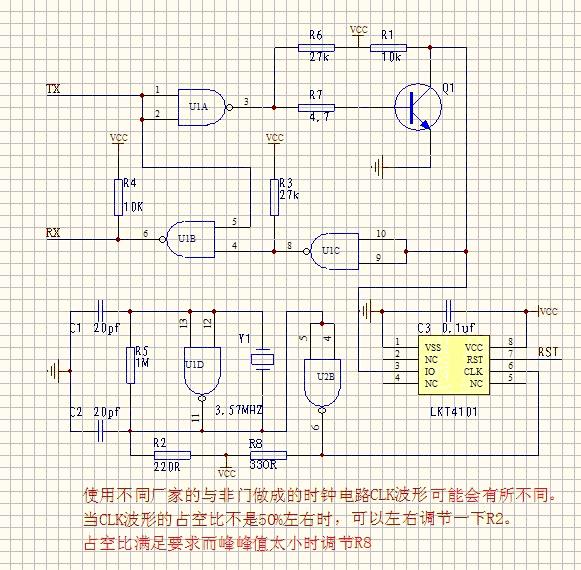 R6 VCC R1
27k 10k
TX 1 Q1
U1A 3 R7
2 4,7
VCC VCC
R4 R3
10K 27k
5
RX 6 U1B 4 8 U1C 10
9
C1 20pf 13 12 Y1 5 4 C3 0.1uf VCC
R5 1 VSS VCC 8
1M U1D 2 NC RST 7 RST
U2B 3 IO CLK 6
4 NC NC 5
C2 20pf 11 3.57MHZ LKT4101
6
R2 R8
220R VCC 330R
使用不同厂家的与非门做成的时钟电路CLK波形可能会有所不同。
当CLK波形的占空比不是50%左右时，可以左右调节一下R2。
占空比满足要求而峰峰值太小时调节R8